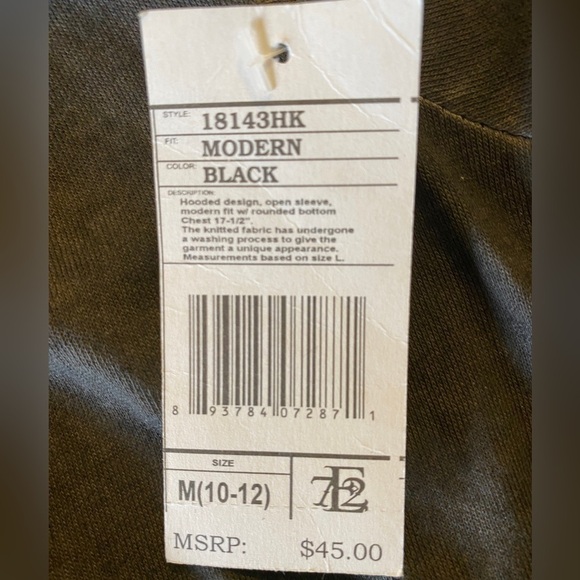 STYLE: 18143HK
FIT: MODERN
COLOR: BLACK
DESCRIPTION:
Hooded design, open sleeve,
modern fit w/ rounded bottom
Chest 17-1/2".
The knitted fabric has undergone
a washing process to give the
garment a unique appearance.
Measurements based on size L.
8 93784 07287 1
SIZE
M(10-12)
MSRP: $45.00